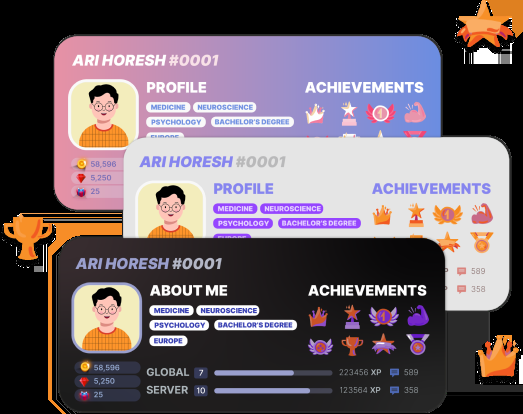 ARI HORESH #0001
PROFILE
ACHIEVEMENTS
MEDICINE NEUROSCIENCE
PSYCHOLOGY BACHELOR'S DEGREE
EUROPE
58,596
5,250
25
ARI HORESH #0001
PROFILE
ACHIEVEMENTS
MEDICINE NEUROSCIENCE
PSYCHOLOGY BACHELOR'S DEGREE
589
358
ARI HORESH #0001
ABOUT ME
ACHIEVEMENTS
MEDICINE NEUROSCIENCE
PSYCHOLOGY BACHELOR'S DEGREE
EUROPE
58,596
5,250
25
GLOBAL 7 223456 XP 589
SERVER 10 123564 XP 358